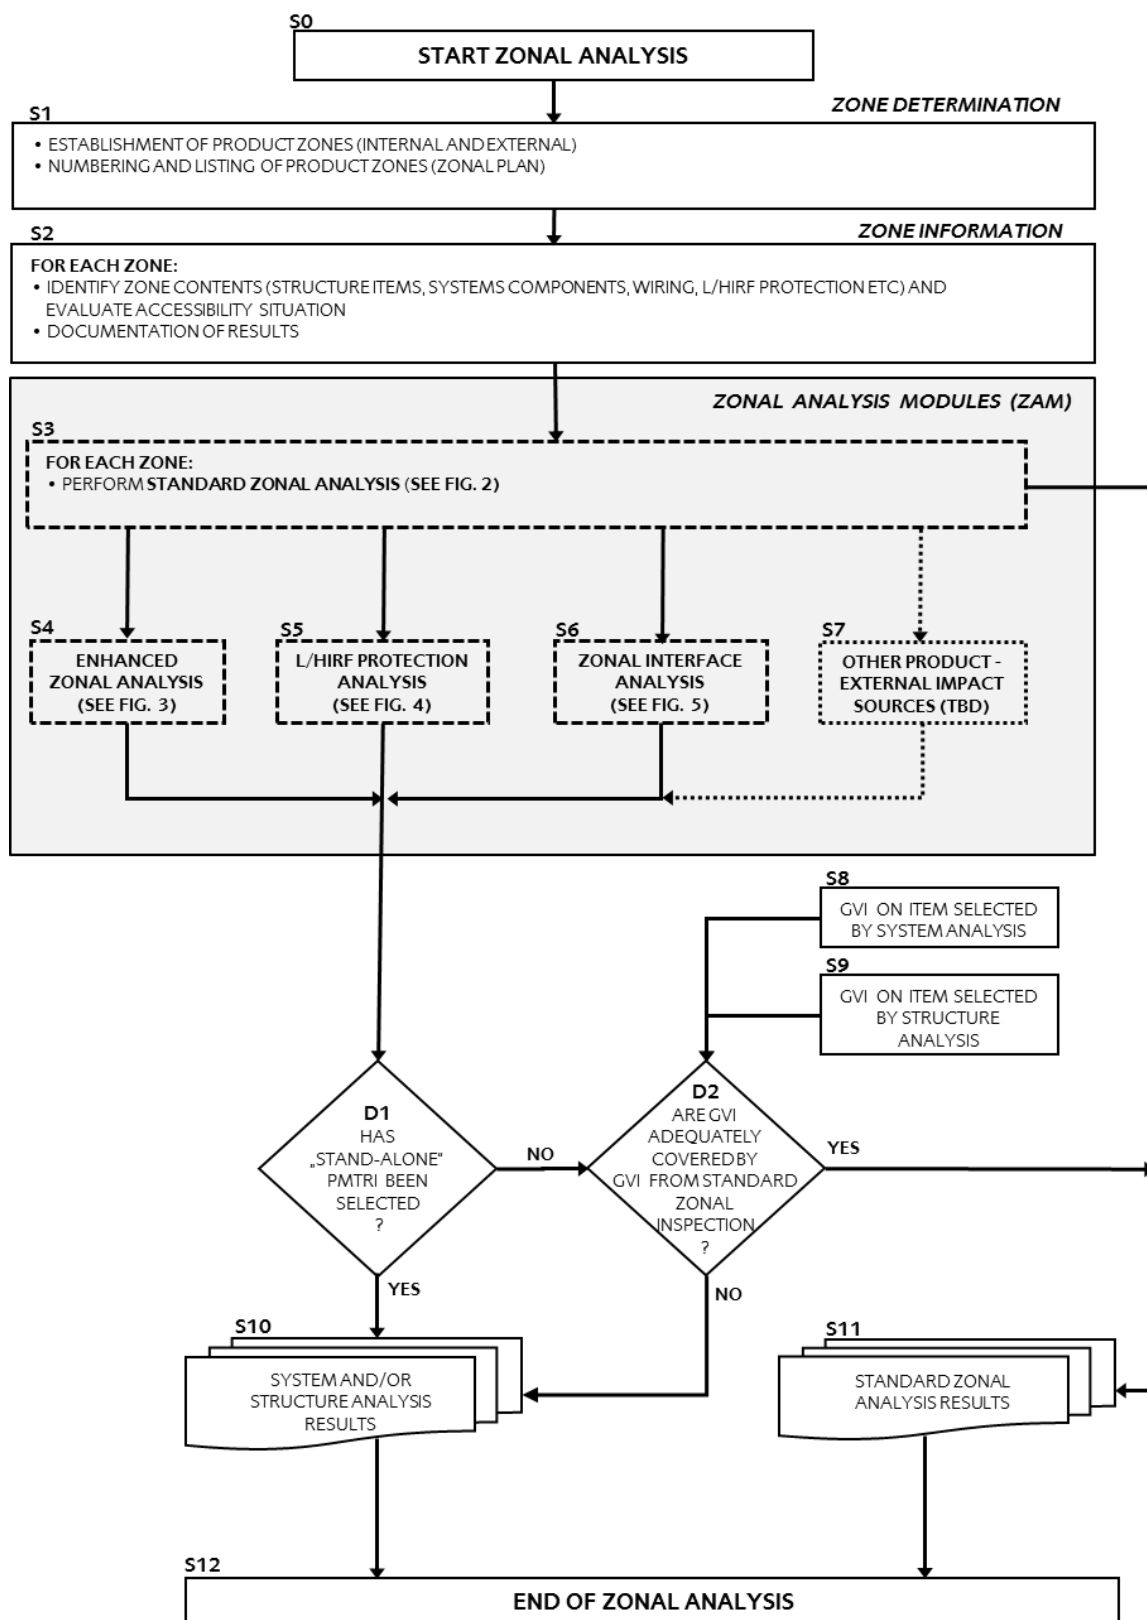 S0
START ZONAL ANALYSIS
S1
ZONE DETERMINATION
• ESTABLISHMENT OF PRODUCT ZONES (INTERNAL AND EXTERNAL)
• NUMBERING AND LISTING OF PRODUCT ZONES (ZONAL PLAN)
S2
ZONE INFORMATION
FOR EACH ZONE:
• IDENTIFY ZONE CONTENTS (STRUCTURE ITEMS, SYSTEMS COMPONENTS, WIRING, L/HIRF PROTECTION ETC) AND
EVALUATE ACCESSIBILITY SITUATION
• DOCUMENTATION OF RESULTS
ZONAL ANALYSIS MODULES (ZAM)
S3
FOR EACH ZONE:
• PERFORM STANDARD ZONAL ANALYSIS (SEE FIG. 2)
S4
ENHANCED
ZONAL ANALYSIS
(SEE FIG. 3)
S5
L/HIRF PROTECTION
ANALYSIS
(SEE FIG. 4)
S6
ZONAL INTERFACE
ANALYSIS
(SEE FIG. 5)
S7
OTHER PRODUCT -
EXTERNAL IMPACT
SOURCES (TBD)
S8
GVI ON ITEM SELECTED
BY SYSTEM ANALYSIS
S9
GVI ON ITEM SELECTED
BY STRUCTURE
ANALYSIS
D1
HAS
„STAND-ALONE"
PMTRI BEEN
SELECTED
?
NO
YES
D2
ARE GVI
ADEQUATELY
COVERED BY
GVI FROM STANDARD
ZONAL
INSPECTION
?
YES
NO
S10
SYSTEM AND/OR
STRUCTURE ANALYSIS
RESULTS
S11
STANDARD ZONAL
ANALYSIS RESULTS
S12
END OF ZONAL ANALYSIS